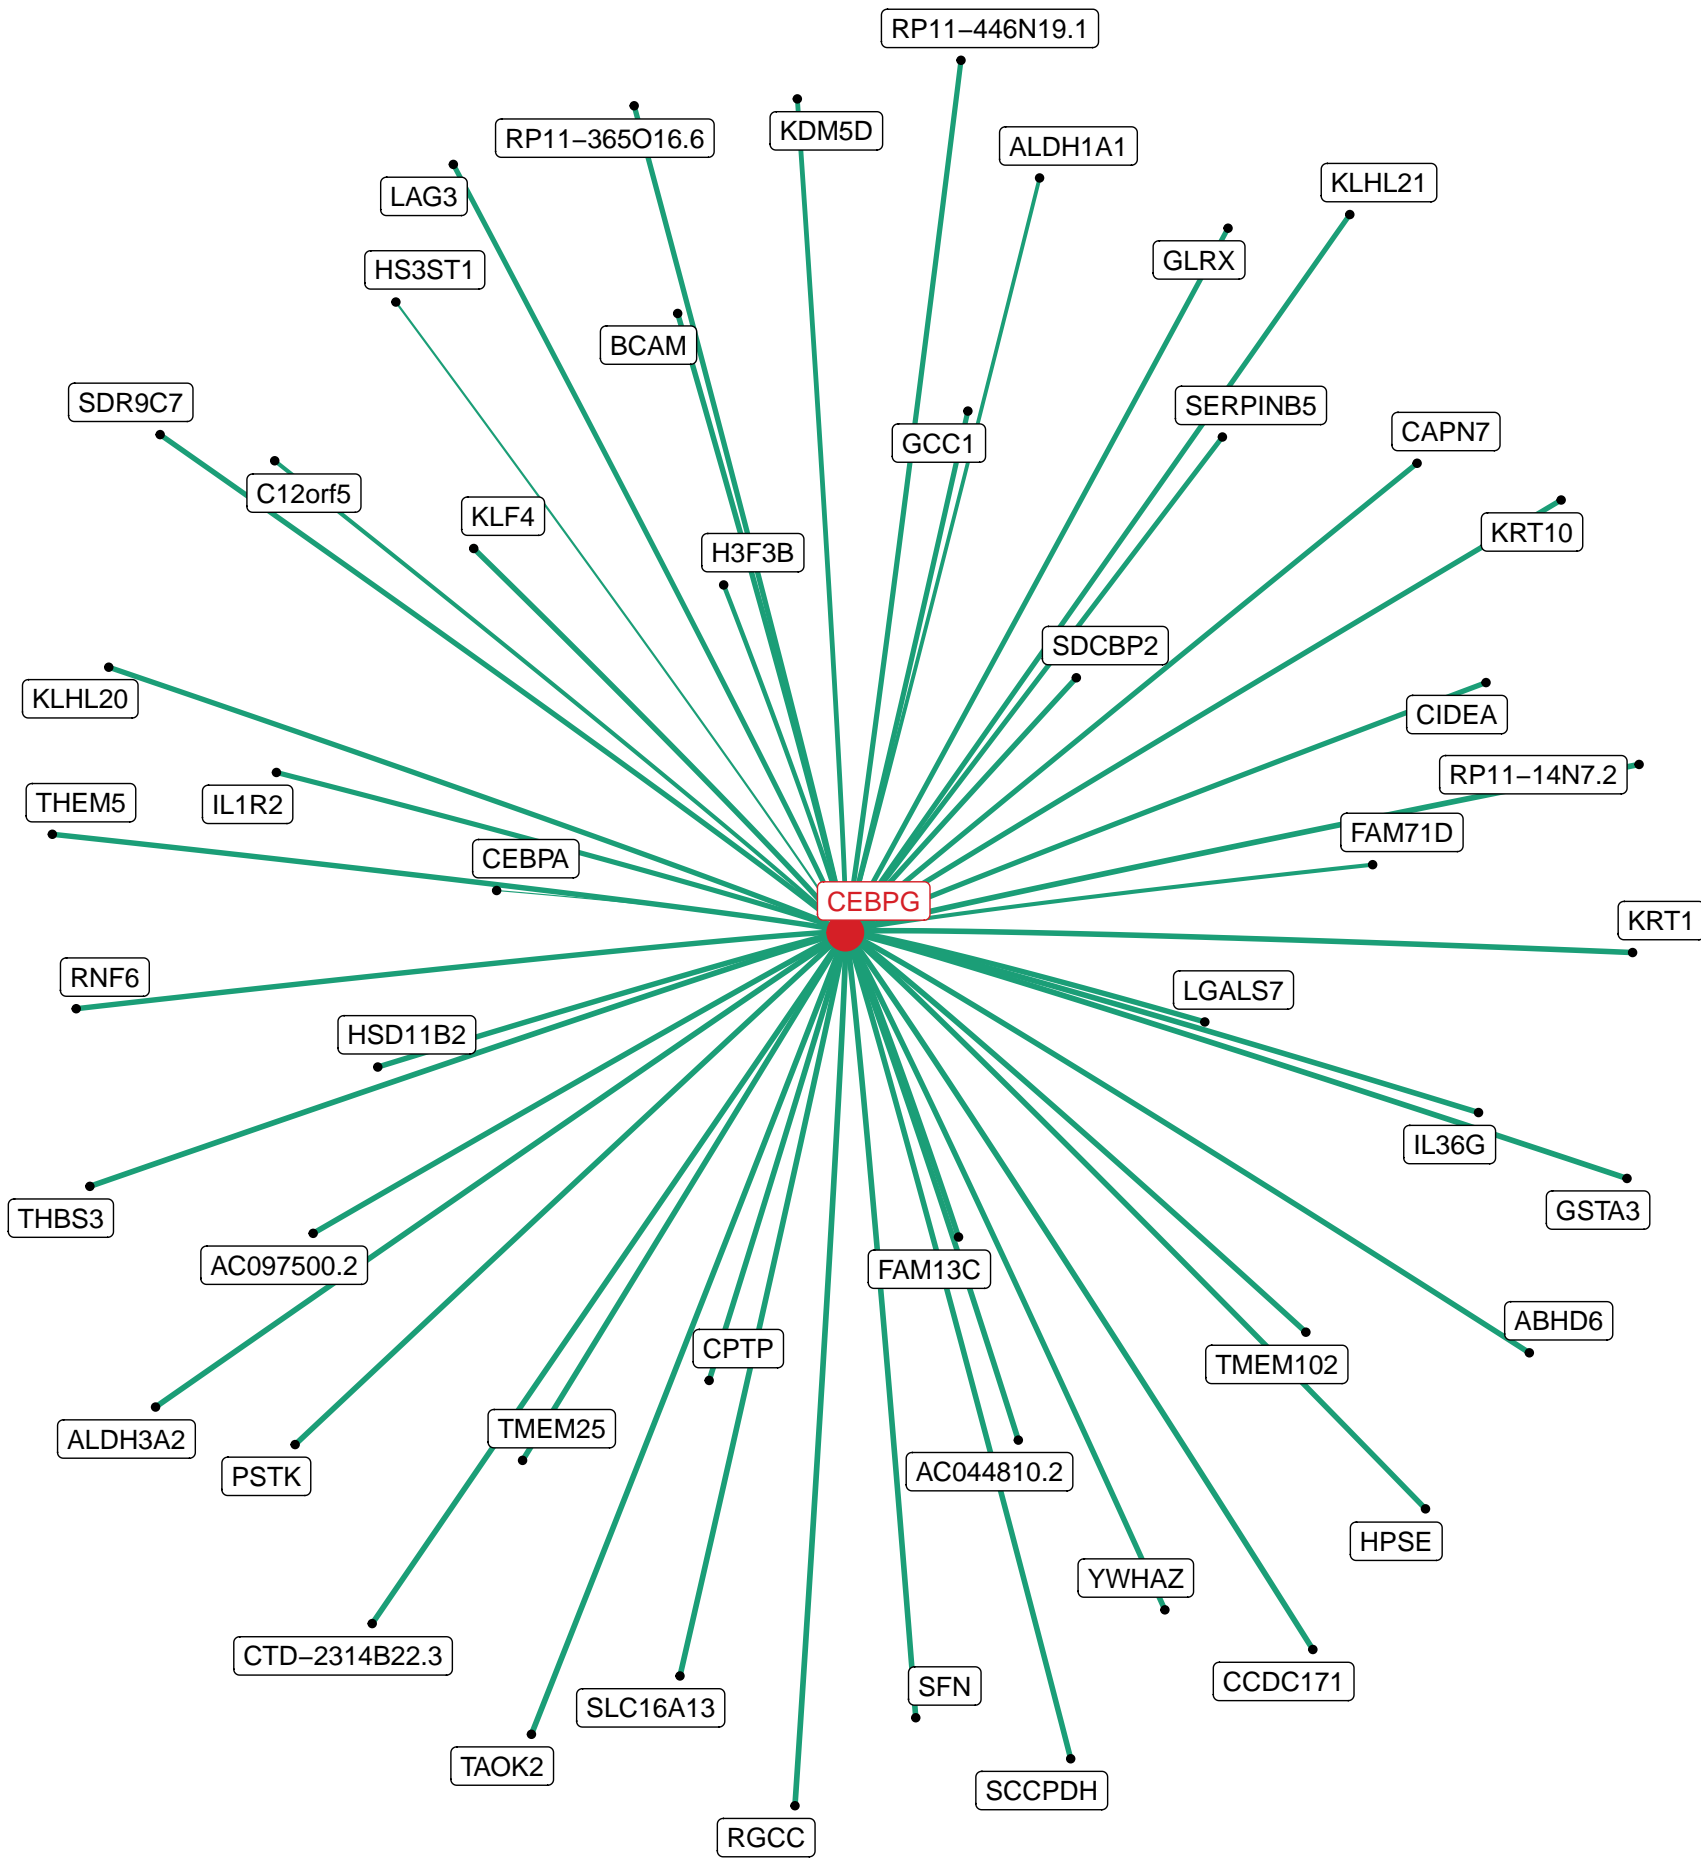 RP11−446N19.1
KDM5D
RP11−365O16.6
ALDH1A1
KLHL21
LAG3
GLRX
HS3ST1
BCAM
SDR9C7
SERPINB5
CAPN7
GCC1
C12orf5
KLF4
KRT10
H3F3B
SDCBP2
KLHL20
CIDEA
RP11−14N7.2
THEM5
IL1R2
FAM71D
CEBPA
CEBPG
KRT1
RNF6
LGALS7
HSD11B2
IL36G
GSTA3
THBS3
AC097500.2
FAM13C
ABHD6
CPTP
TMEM102
TMEM25
ALDH3A2
PSTK
AC044810.2
HPSE
YWHAZ
CTD−2314B22.3
CCDC171
SFN
SLC16A13
TAOK2
SCCPDH
RGCC